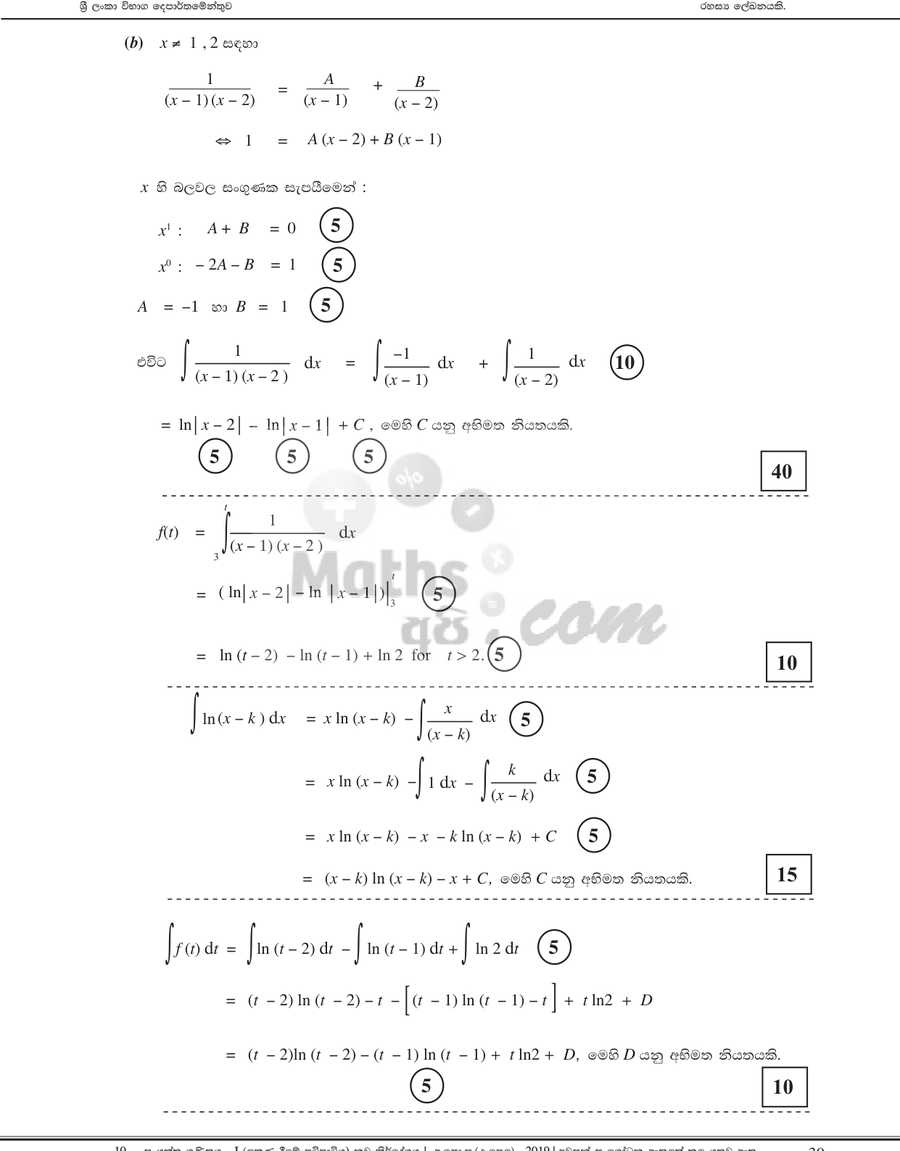 ශ්‍රී ලංකා විභාග දෙපාර්තමේන්තුව රහස්‍ය ලේඛනයකි.
(b) x ≠ 1 , 2 සඳහා
1/((x – 1)(x – 2)) = A/(x – 1) + B/(x – 2)
⇔ 1 = A (x – 2) + B (x – 1)
x හි බලවල සංගුණක සැපයීමෙන් :
x¹ : A + B = 0 5
x⁰ : – 2A – B = 1 5
A = –1 හා B = 1 5
එවිට ∫ 1/((x – 1) (x – 2 )) dx = ∫ –1/(x – 1) dx + ∫ 1/(x – 2) dx 10
= ln| x – 2| – ln| x – 1| + C , මෙහි C යනු අභිමත නියතයකි.
5 5 5
40
f(t) = ∫₃ᵗ 1/((x – 1) (x – 2 )) dx
= ( ln| x – 2| – ln | x – 1|)|₃ᵗ 5
Maths
අපි .com
= ln (t – 2) – ln (t – 1) + ln 2 for t > 2. 5
10
∫ ln (x – k ) dx = x ln (x – k) – ∫ x/(x – k) dx 5
= x ln (x – k) – ∫ 1 dx – ∫ k/(x – k) dx 5
= x ln (x – k) – x – k ln (x – k) + C 5
= (x – k) ln (x – k) – x + C, මෙහි C යනු අභිමත නියතයකි. 15
∫ f (t) dt = ∫ ln (t – 2) dt – ∫ ln (t – 1) dt + ∫ ln 2 dt 5
= (t – 2) ln (t – 2) – t – [(t – 1) ln (t – 1) – t ] + t ln2 + D
= (t – 2)ln (t – 2) – (t – 1) ln (t – 1) + t ln2 + D, මෙහි D යනු අභිමත නියතයකි.
5 10